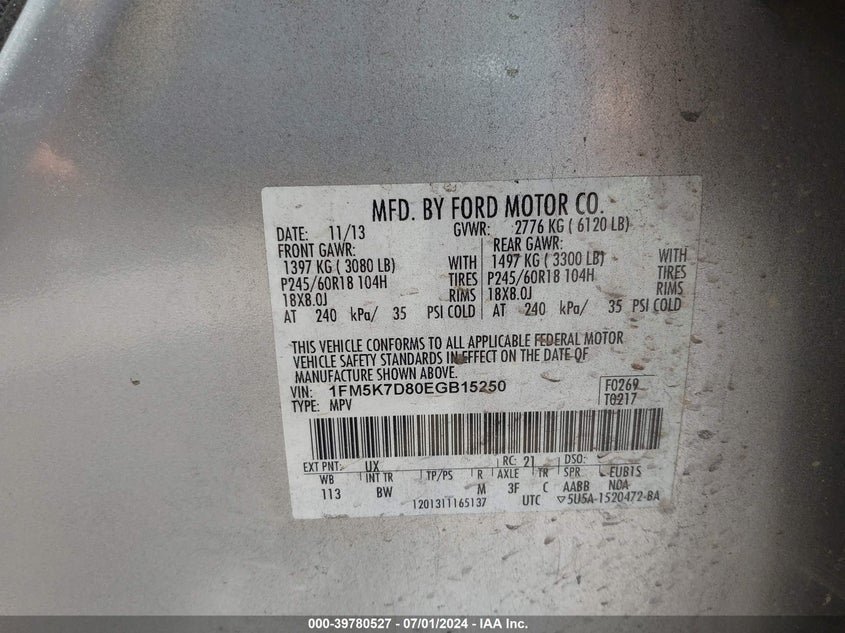 MFD. BY FORD MOTOR CO.
DATE: 11/13 GVWR: 2776 KG ( 6120 LB)
FRONT GAWR: REAR GAWR:
1397 KG ( 3080 LB) WITH 1497 KG ( 3300 LB) WITH
P245/60R18 104H TIRES P245/60R18 104H TIRES
18X8.0J RIMS 18X8.0J RIMS
AT 240 kPa/ 35 PSI COLD AT 240 kPa/ 35 PSI COLD
THIS VEHICLE CONFORMS TO ALL APPLICABLE FEDERAL MOTOR
VEHICLE SAFETY STANDARDS IN EFFECT ON THE DATE OF
MANUFACTURE SHOWN ABOVE.
VIN: 1FM5K7D80EGB15250 F0269
TYPE: MPV T0217
EXT PNT: UX RC: 21 DSO:
WB INT TR TP/PS R AXLE TR SPR EUB1S
113 BW M 3F C AABB NOA
1201311165137 UTC ▽5U5A-1520472-BA
000-39780527 - 07/01/2024 - IAA Inc.